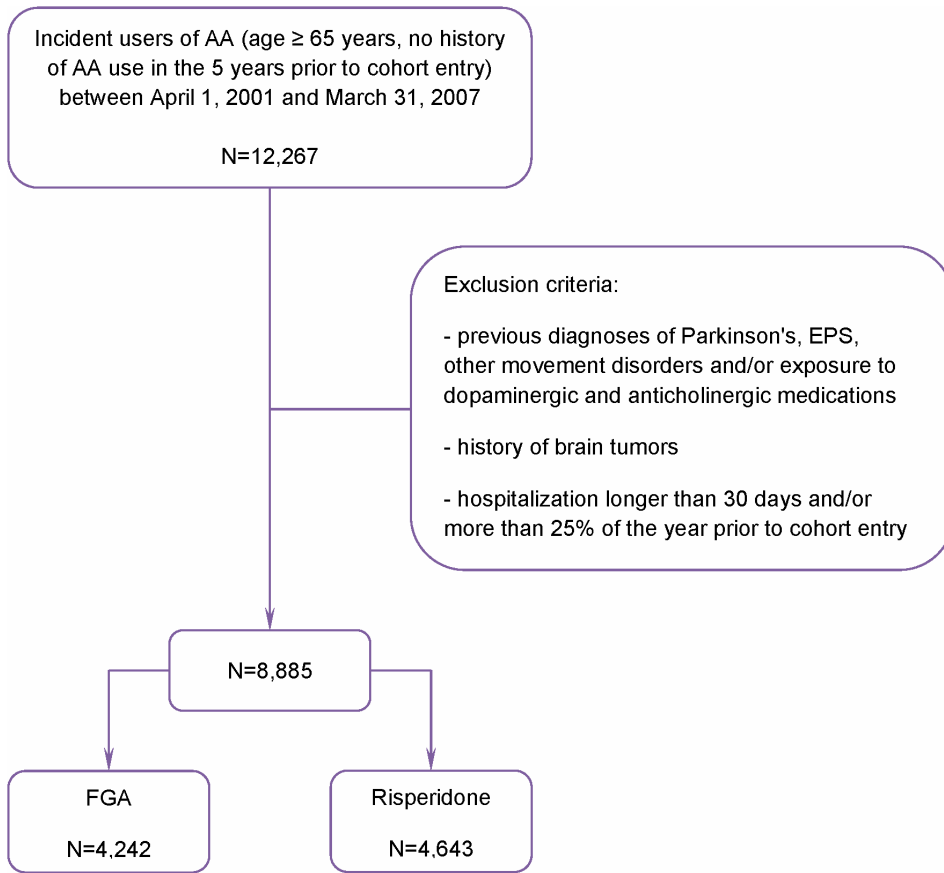 Incident users of AA (age ≥ 65 years, no history
of AA use in the 5 years prior to cohort entry)
between April 1, 2001 and March 31, 2007
N=12,267
Exclusion criteria:
- previous diagnoses of Parkinson's, EPS,
other movement disorders and/or exposure to
dopaminergic and anticholinergic medications
- history of brain tumors
- hospitalization longer than 30 days and/or
more than 25% of the year prior to cohort entry
N=8,885
FGA
N=4,242
Risperidone
N=4,643